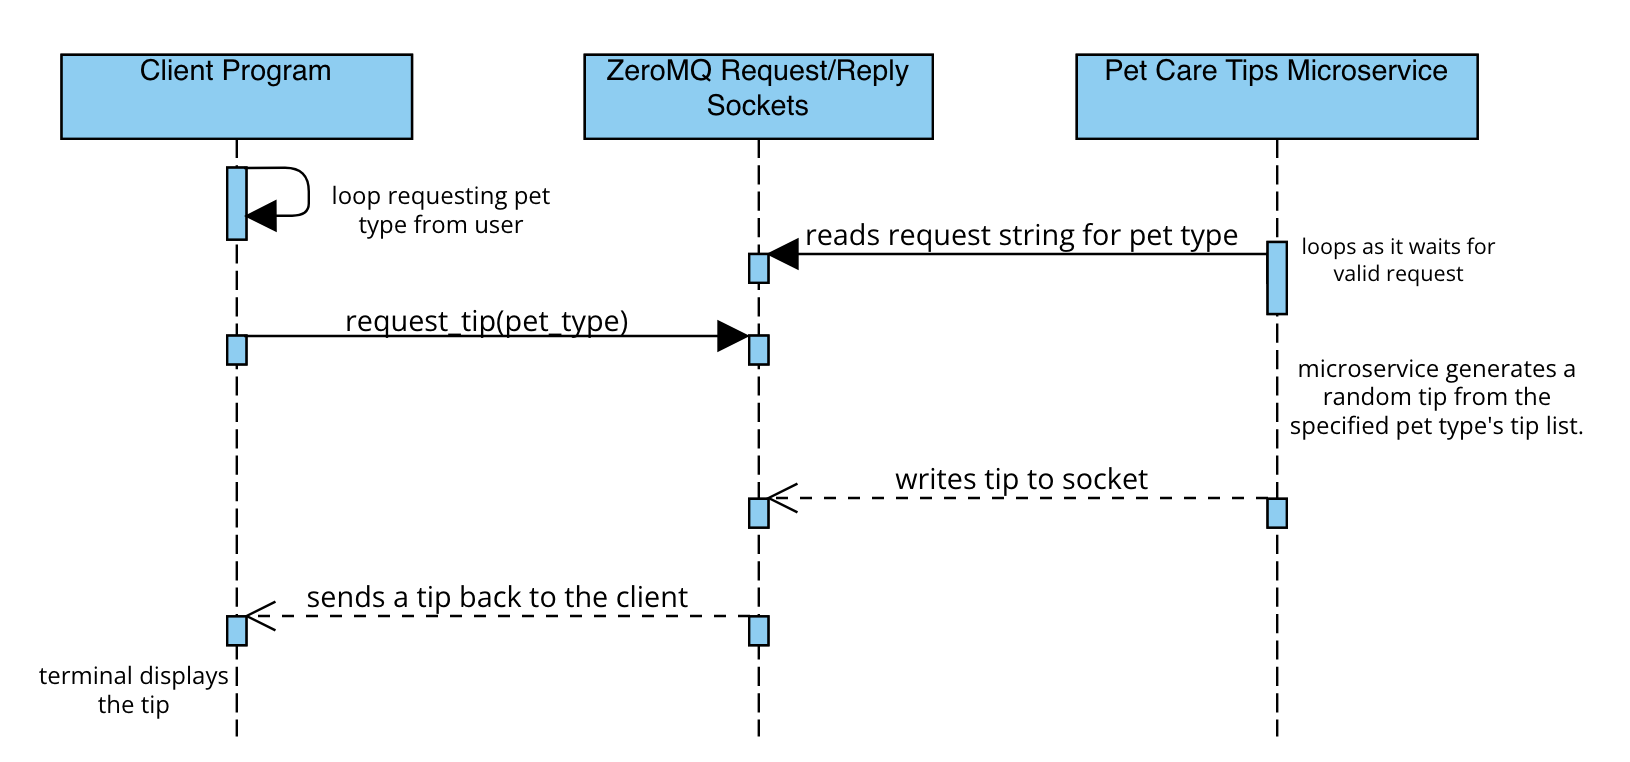 Client Program
ZeroMQ Request/Reply
Sockets
Pet Care Tips Microservice
loop requesting pet
type from user
reads request string for pet type
loops as it waits for
valid request
request_tip(pet_type)
microservice generates a
random tip from the
specified pet type's tip list.
writes tip to socket
sends a tip back to the client
terminal displays
the tip